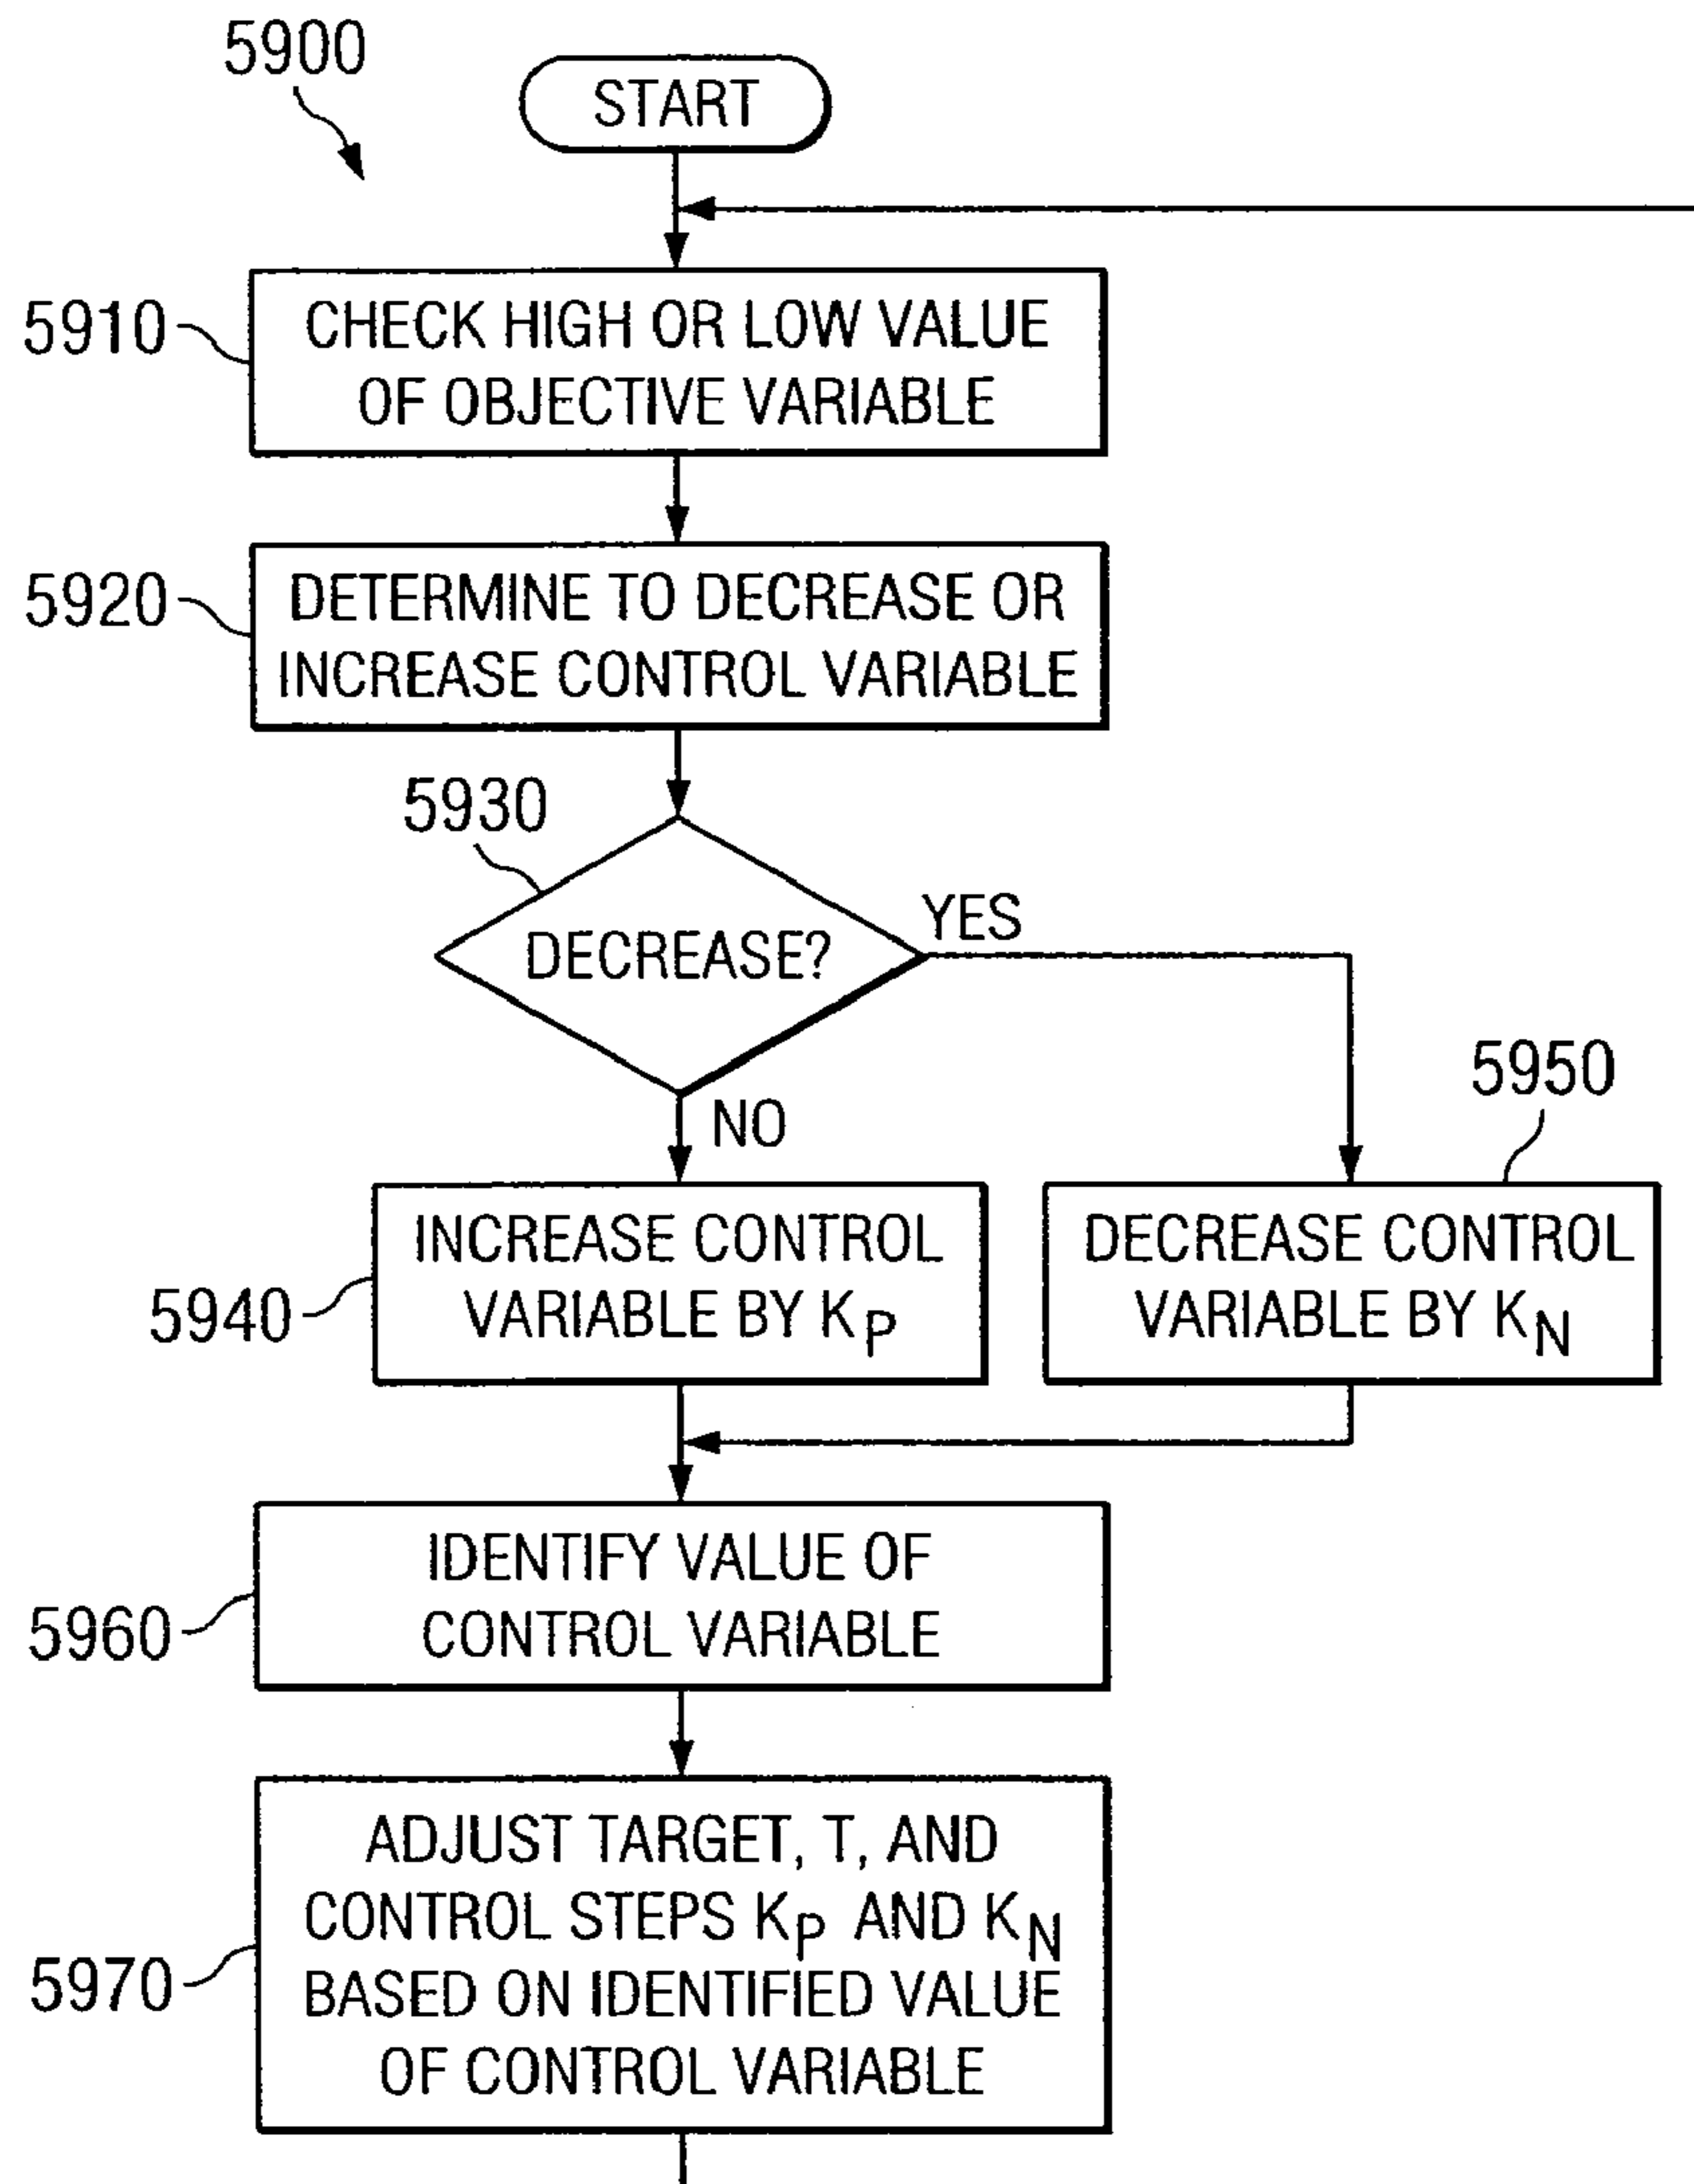 5900
START
5910
CHECK HIGH OR LOW VALUE
OF OBJECTIVE VARIABLE
5920
DETERMINE TO DECREASE OR
INCREASE CONTROL VARIABLE
5930
DECREASE?
YES
NO
5940
INCREASE CONTROL
VARIABLE BY KP
5950
DECREASE CONTROL
VARIABLE BY KN
5960
IDENTIFY VALUE OF
CONTROL VARIABLE
5970
ADJUST TARGET, T, AND
CONTROL STEPS KP AND KN
BASED ON IDENTIFIED VALUE
OF CONTROL VARIABLE